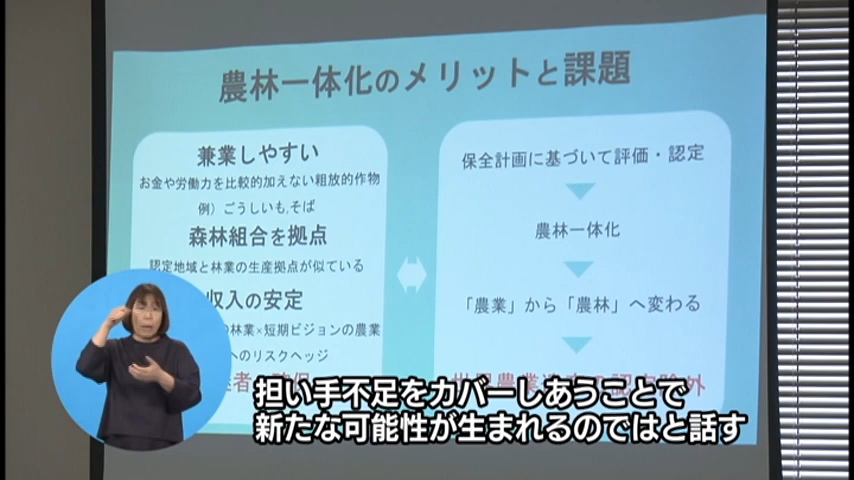 農林一体化のメリットと課題
兼業しやすい
お金や労働力を比較的加えない粗放的作物
例）ごうしいも,そば
森林組合を拠点
認定地域と林業の生産拠点が似ている
収入の安定
の林業×短期ビジョンの農業
へのリスクヘッジ
保全計画に基づいて評価・認定
農林一体化
「農業」から「農林」へ変わる
担い手不足をカバーしあうことで
新たな可能性が生まれるのではと話す